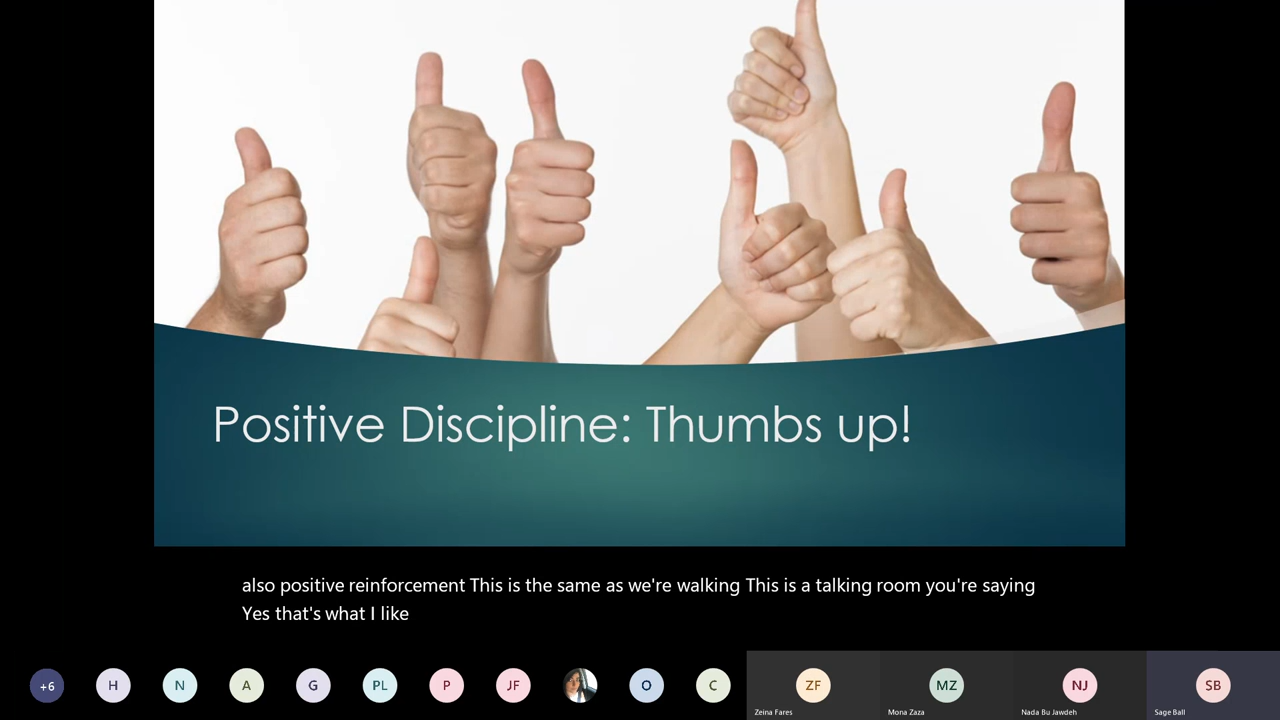 Positive Discipline: Thumbs up!
also positive reinforcement This is the same as we're walking This is a talking room you're saying
Yes that's what I like
+6
H
N
A
G
PL
P
JF
O
C
ZF
MZ
NJ
SB
Zeina Fares
Mona Zaza
Nada Bu Jawdeh
Sage Ball